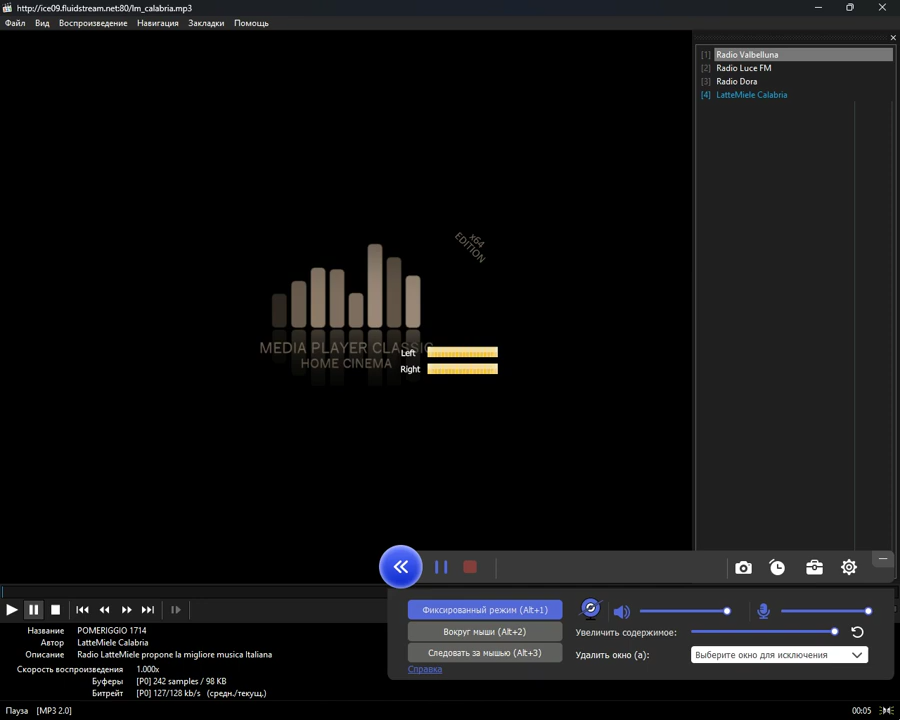 http://ice09.fluidstream.net:80/lm_calabria.mp3
Файл Вид Воспроизведение Навигация Закладки Помощь
[1] Radio Valbelluna
[2] Radio Luce FM
[3] Radio Dora
[4] LatteMiele Calabria
x64
EDITION
MEDIA PLAYER CLASSIC
HOME CINEMA
Left
Right
Фиксированный режим (Alt+1)
Вокруг мыши (Alt+2)
Следовать за мышью (Alt+3)
Справка
Увеличить содержимое:
Удалить окно (а): Выберите окно для исключения
Название POMERIGGIO 1714
Автор LatteMiele Calabria
Описание Radio LatteMiele propone la migliore musica Italiana
Скорость воспроизведения 1.000x
Буферы [P0] 242 samples / 98 KB
Битрейт [P0] 127/128 kb/s (средн./текущ.)
Пауза [MP3 2.0] 00:05